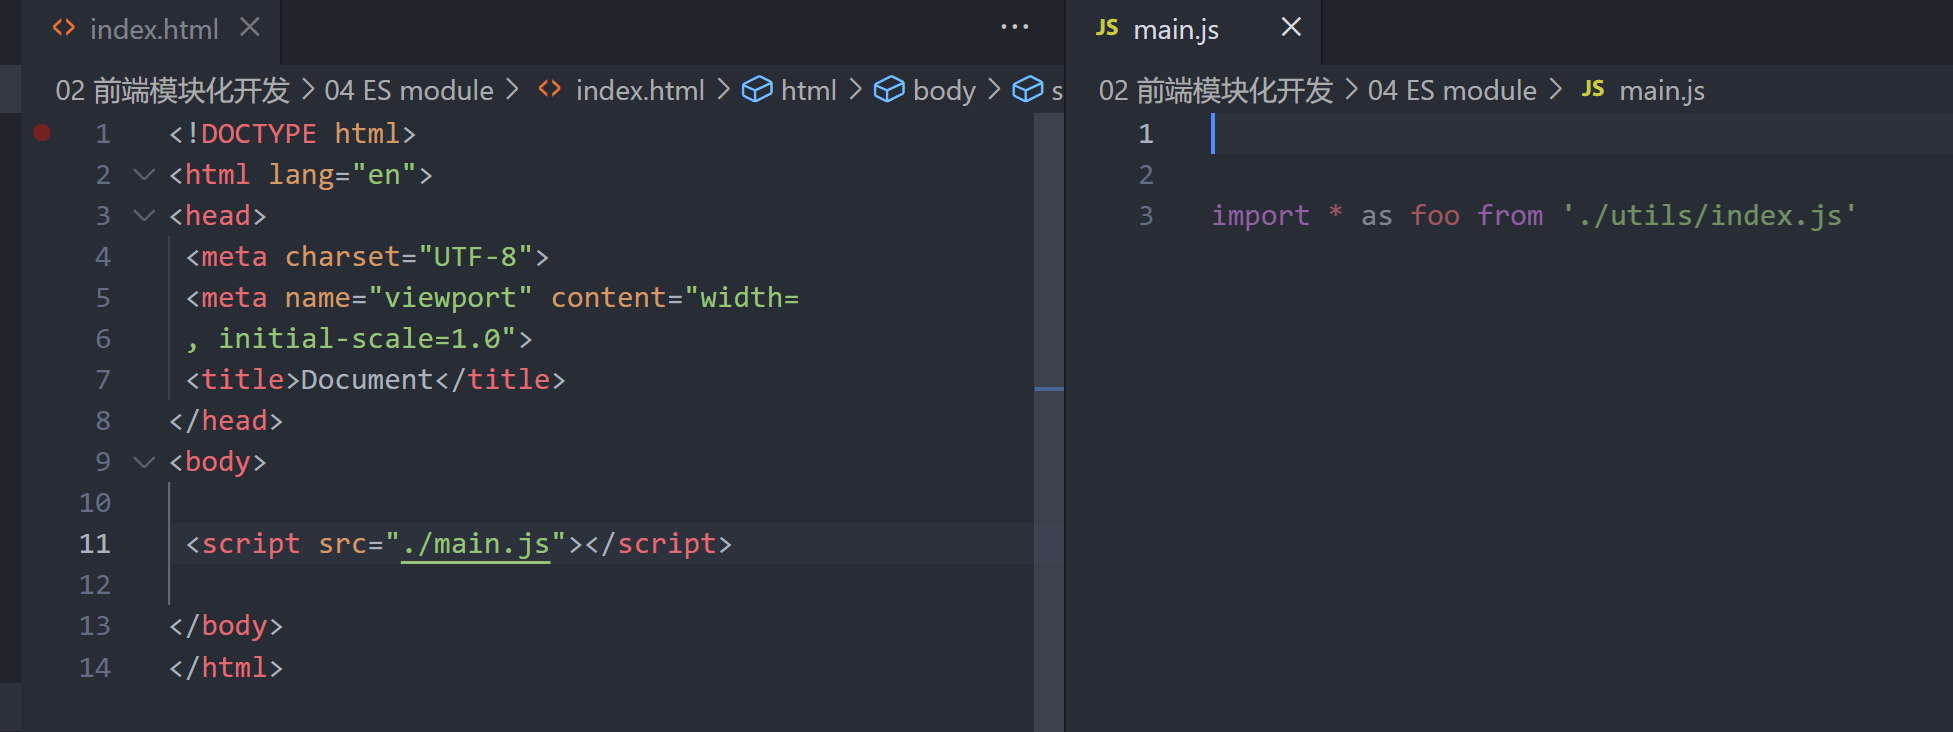 index.html
···
02 前端模块化开发 > 04 ES module > index.html > html > body > s
1 <!DOCTYPE html>
2 <html lang="en">
3 <head>
4 <meta charset="UTF-8">
5 <meta name="viewport" content="width=
6 , initial-scale=1.0">
7 <title>Document</title>
8 </head>
9 <body>
10
11 <script src="./main.js"></script>
12
13 </body>
14 </html>
JS main.js
02 前端模块化开发 > 04 ES module > JS main.js
1
2
3 import * as foo from './utils/index.js'